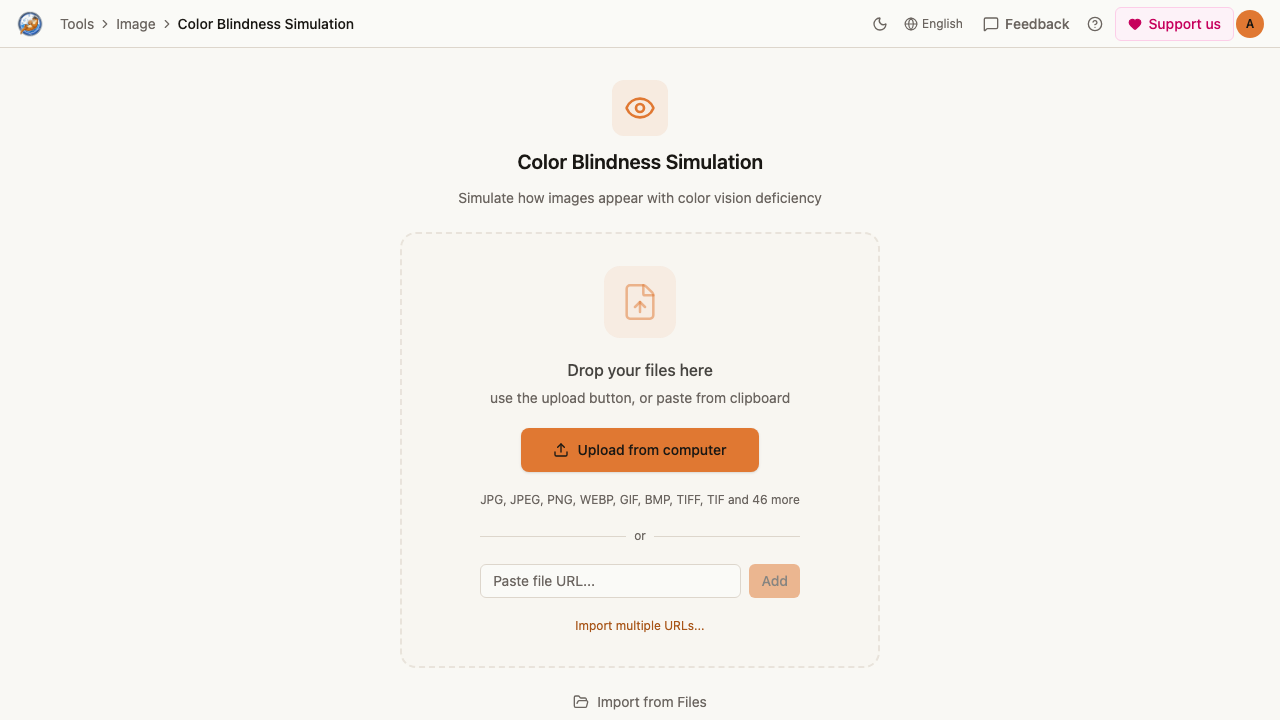 Tools > Image > Color Blindness Simulation
English
Feedback
Support us
A
Color Blindness Simulation
Simulate how images appear with color vision deficiency
Drop your files here
use the upload button, or paste from clipboard
Upload from computer
JPG, JPEG, PNG, WEBP, GIF, BMP, TIFF, TIF and 46 more
or
Paste file URL...
Add
Import multiple URLs...
Import from Files